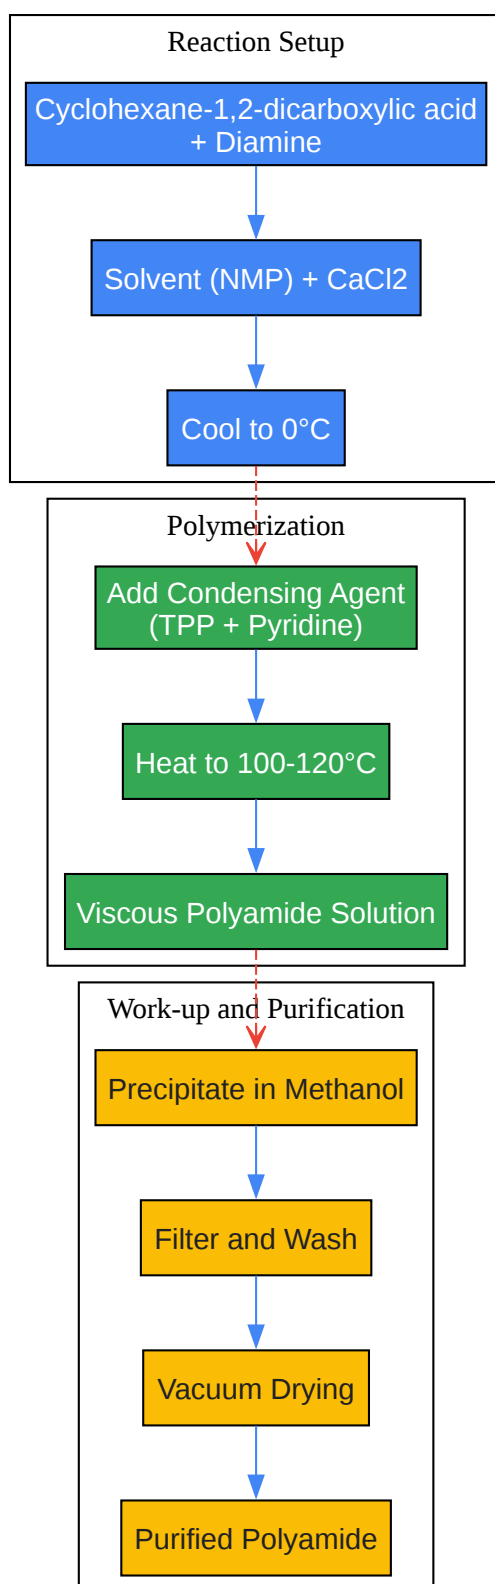 Reaction Setup
Cyclohexane-1,2-dicarboxylic acid
+ Diamine
Solvent (NMP) + CaCl2
Cool to 0°C
Polymerization
Add Condensing Agent
(TPP + Pyridine)
Heat to 100-120°C
Viscous Polyamide Solution
Work-up and Purification
Precipitate in Methanol
Filter and Wash
Vacuum Drying
Purified Polyamide